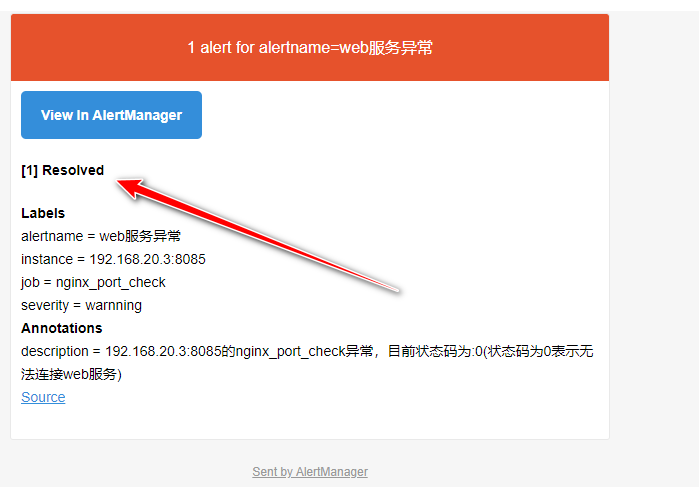 1 alert for alertname=web服务异常
View In AlertManager
[1] Resolved
Labels
alertname = web服务异常
instance = 192.168.20.3:8085
job = nginx_port_check
severity = warnning
Annotations
description = 192.168.20.3:8085的nginx_port_check异常，目前状态码为:0(状态码为0表示无
法连接web服务)
Source
Sent by AlertManager